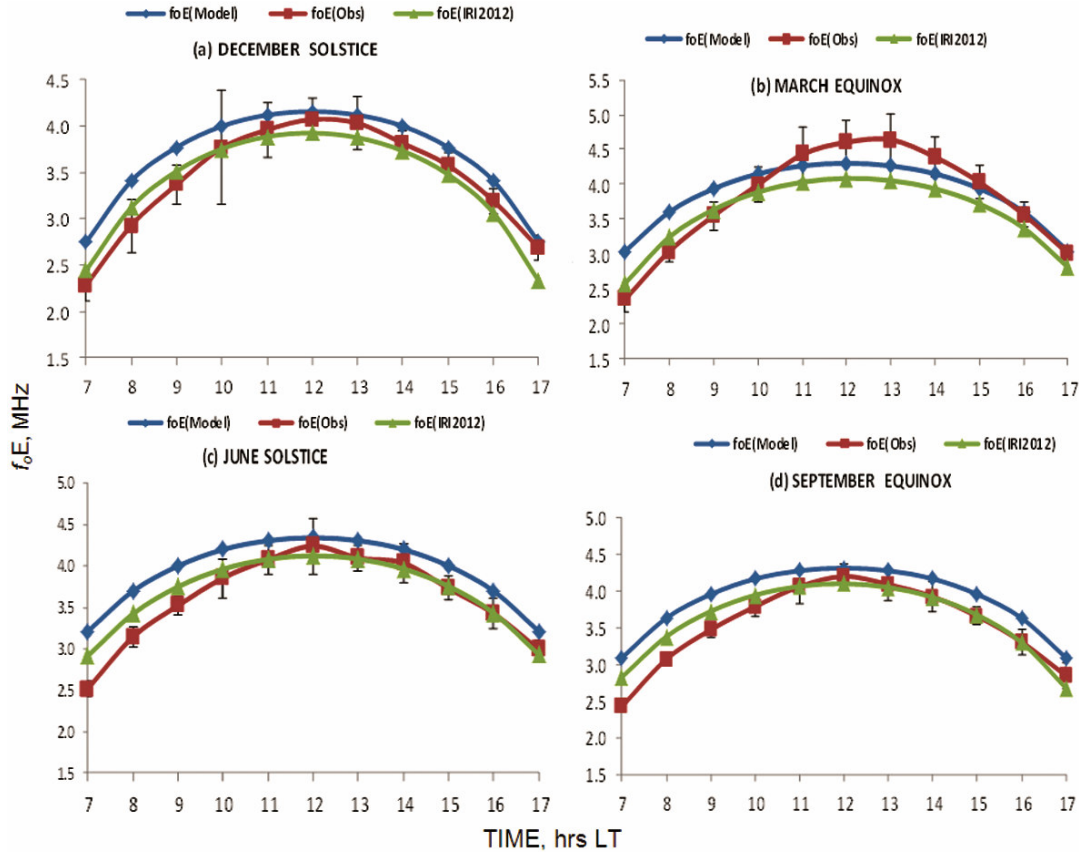 foE(Model) foE(Obs) foE(IRI2012)
(a) DECEMBER SOLSTICE
4.5
4.0
3.5
3.0
2.5
2.0
1.5
7 8 9 10 11 12 13 14 15 16 17
foE(Model) foE(Obs) foE(IRI2012)
(b) MARCH EQUINOX
5.5
5.0
4.5
4.0
3.5
3.0
2.5
2.0
1.5
7 8 9 10 11 12 13 14 15 16 17
foE, MHz
foE(Model) foE(Obs) foE(IRI2012)
(c) JUNE SOLSTICE
5.0
4.5
4.0
3.5
3.0
2.5
2.0
1.5
7 8 9 10 11 12 13 14 15 16 17
foE(Model) foE(Obs) foE(IRI2012)
(d) SEPTEMBER EQUINOX
5.0
4.5
4.0
3.5
3.0
2.5
2.0
1.5
7 8 9 10 11 12 13 14 15 16 17
TIME, hrs LT